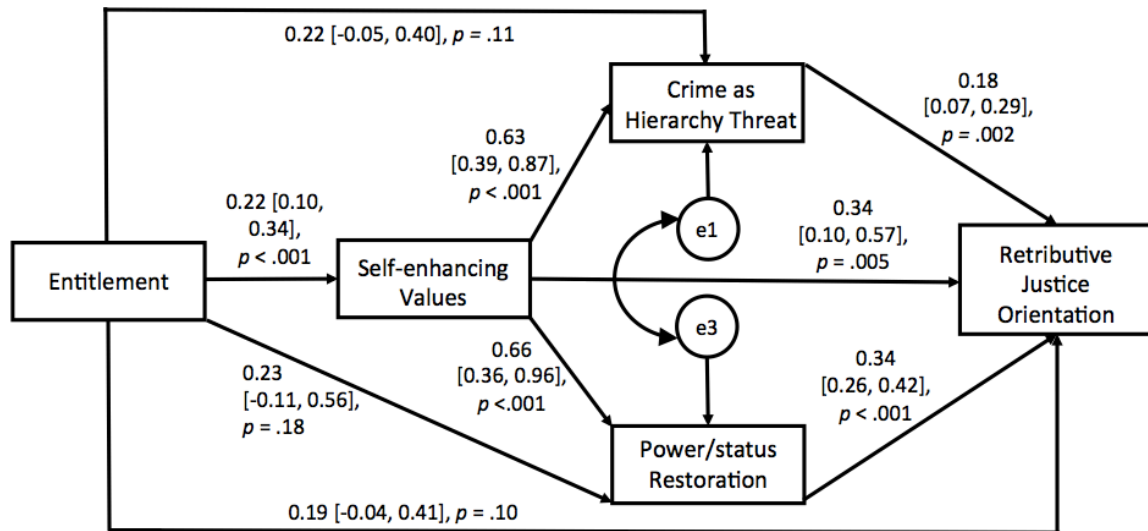 0.22 [-0.05, 0.40], p = .11
Crime as
Hierarchy Threat
0.18
[0.07, 0.29],
p = .002
0.63
[0.39, 0.87],
p < .001
0.22 [0.10,
0.34],
p < .001
e1
0.34
[0.10, 0.57],
p = .005
Entitlement
Self-enhancing
Values
Retributive
Justice
Orientation
e3
0.66
[0.36, 0.96],
p <.001
0.23
[-0.11, 0.56],
p = .18
0.34
[0.26, 0.42],
p < .001
Power/status
Restoration
0.19 [-0.04, 0.41], p = .10